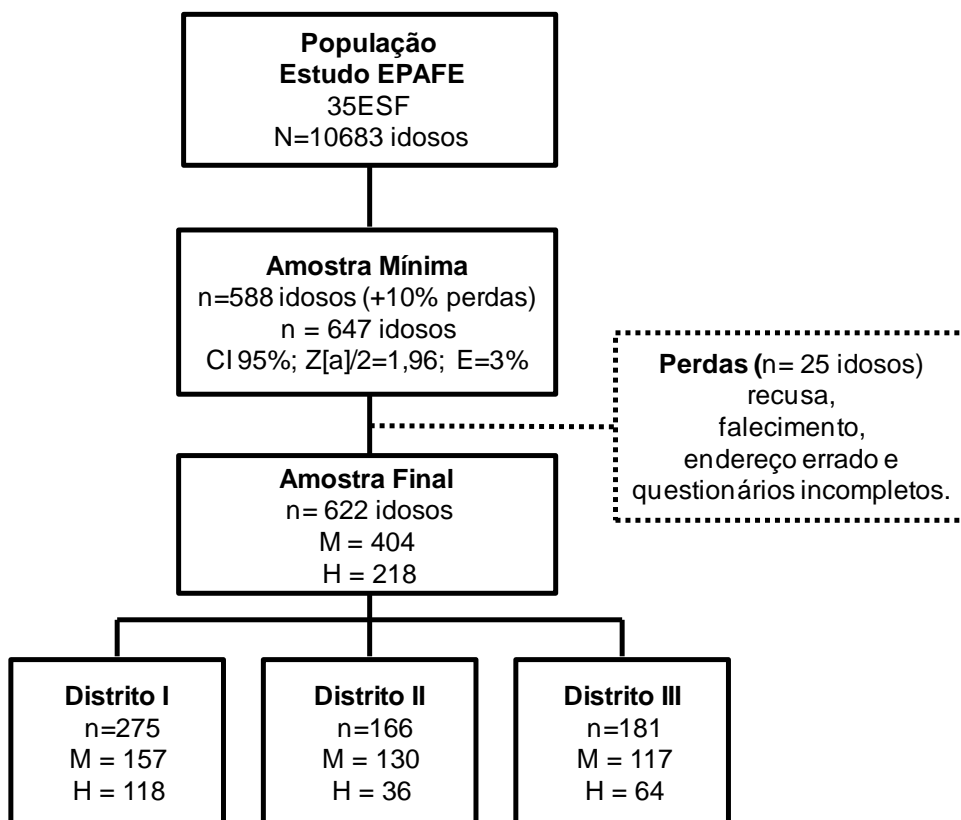 População
Estudo EPAFE
35ESF
N=10683 idosos
Amostra Mínima
n=588 idosos (+10% perdas)
n = 647 idosos
CI 95%; Z[a]/2=1,96; E=3%
Perdas (n= 25 idosos)
recusa,
falecimento,
endereço errado e
questionários incompletos.
Amostra Final
n= 622 idosos
M = 404
H = 218
Distrito I
n=275
M = 157
H = 118
Distrito II
n=166
M = 130
H = 36
Distrito III
n=181
M = 117
H = 64